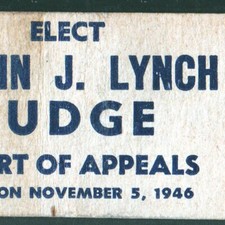 ELECT
IN J. LYNCH
UDGE
RT OF APPEALS
ON NOVEMBER 5, 1946